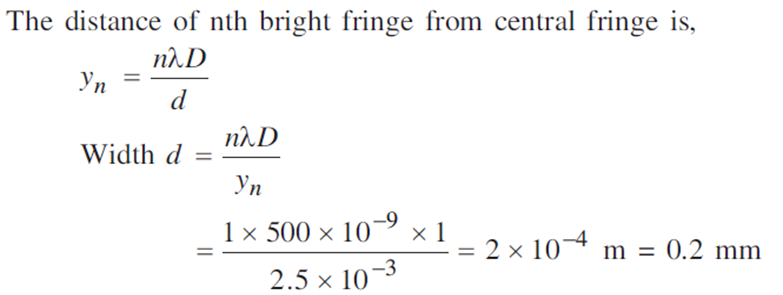 The distance of nth bright fringe from central fringe is,
yₙ = nλD / d
Width d = nλD / yₙ
= 1 × 500 × 10⁻⁹ × 1 / 2.5 × 10⁻³ = 2 × 10⁻⁴ m = 0.2 mm